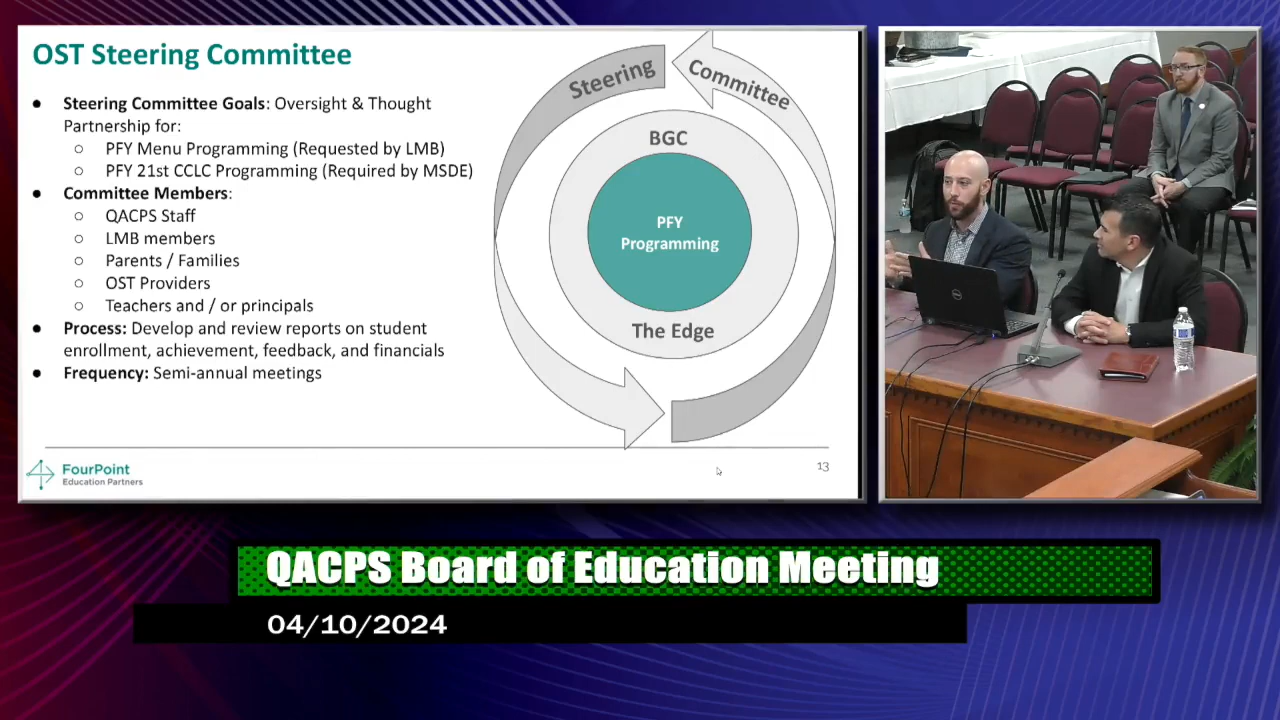 OST Steering Committee
● Steering Committee Goals: Oversight & Thought
Partnership for:
○ PFY Menu Programming (Requested by LMB)
○ PFY 21st CCLC Programming (Required by MSDE)
● Committee Members:
○ QACPS Staff
○ LMB members
○ Parents / Families
○ OST Providers
○ Teachers and / or principals
● Process: Develop and review reports on student
enrollment, achievement, feedback, and financials
● Frequency: Semi-annual meetings
Steering
Committee
BGC
PFY
Programming
The Edge
FourPoint
Education Partners
13
DELL
QACPS Board of Education Meeting
04/10/2024